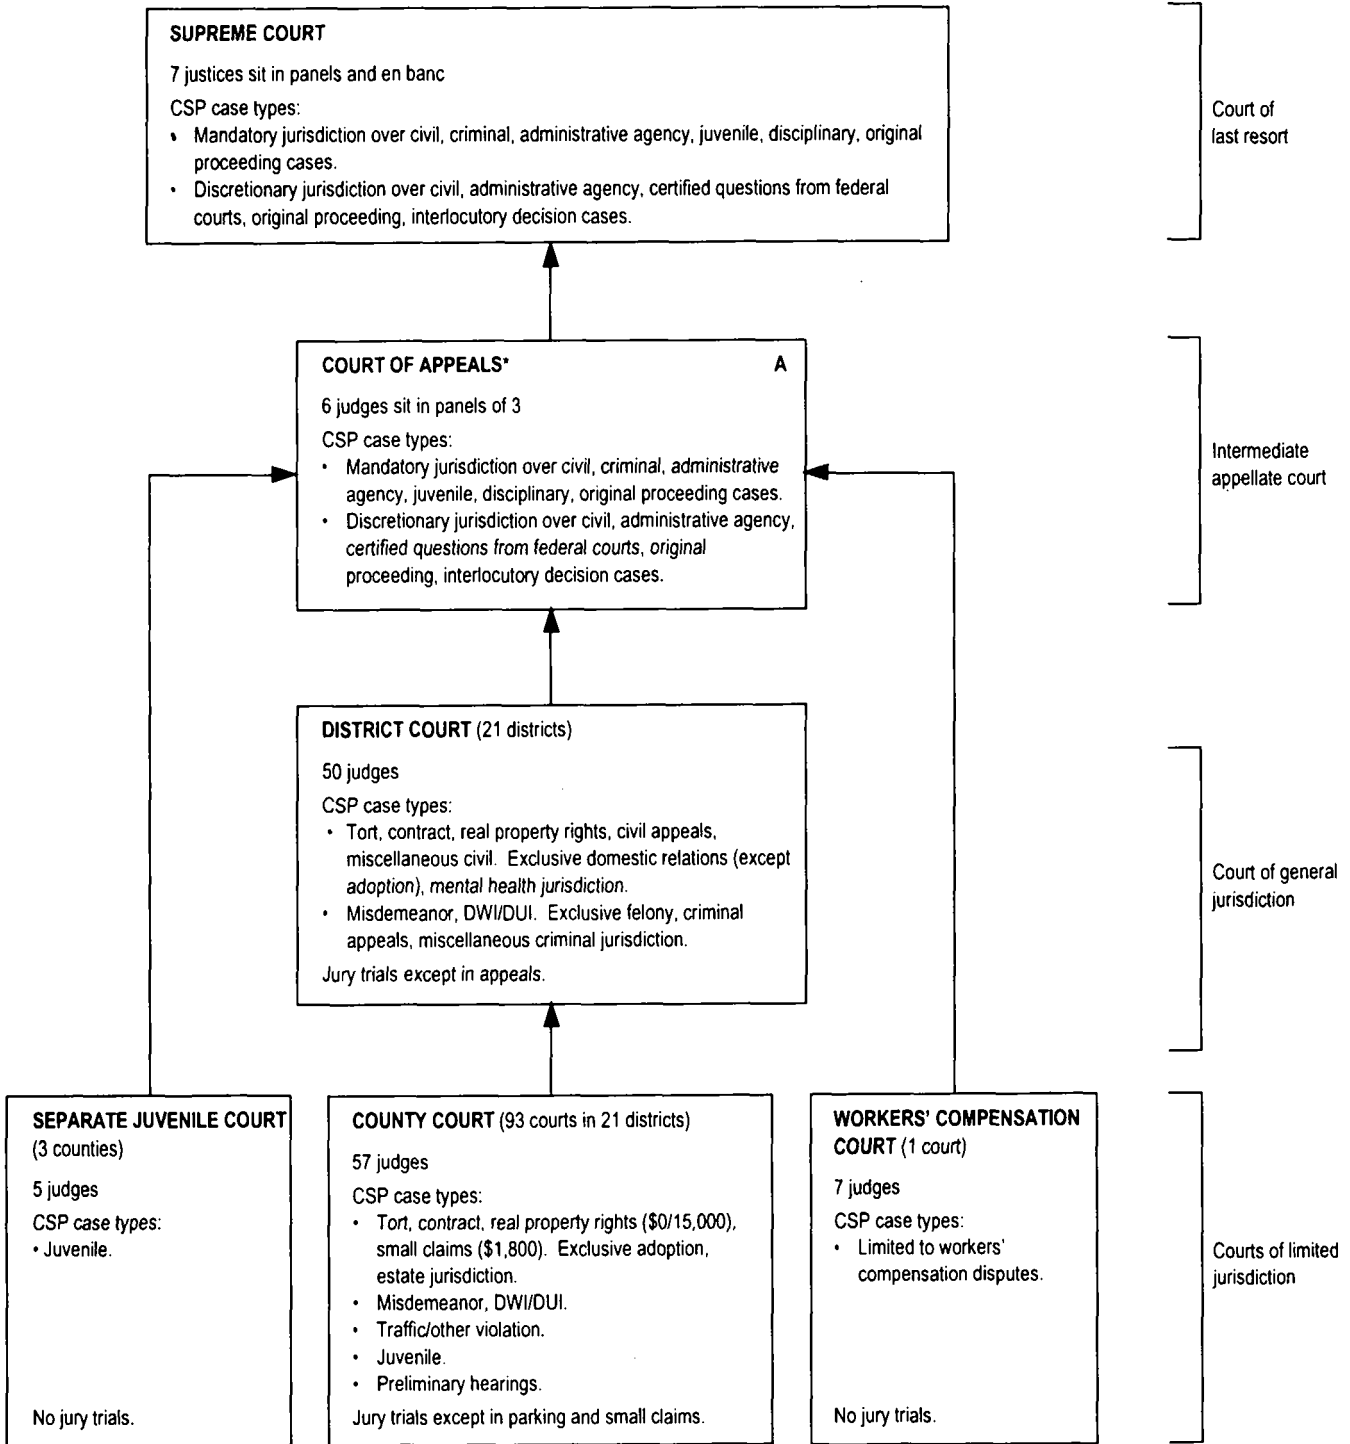 SUPREME COURT
7 justices sit in panels and en banc
CSP case types:
• Mandatory jurisdiction over civil, criminal, administrative agency, juvenile, disciplinary, original
proceeding cases.
• Discretionary jurisdiction over civil, administrative agency, certified questions from federal
courts, original proceeding, interlocutory decision cases.
Court of
last resort
COURT OF APPEALS* A
6 judges sit in panels of 3
CSP case types:
• Mandatory jurisdiction over civil, criminal, administrative
agency, juvenile, disciplinary, original proceeding cases.
• Discretionary jurisdiction over civil, administrative agency,
certified questions from federal courts, original
proceeding, interlocutory decision cases.
Intermediate
appellate court
DISTRICT COURT (21 districts)
50 judges
CSP case types:
• Tort, contract, real property rights, civil appeals,
miscellaneous civil. Exclusive domestic relations (except
adoption), mental health jurisdiction.
• Misdemeanor, DWI/DUI. Exclusive felony, criminal
appeals, miscellaneous criminal jurisdiction.
Jury trials except in appeals.
Court of general
jurisdiction
SEPARATE JUVENILE COURT
(3 counties)
5 judges
CSP case types:
• Juvenile.
No jury trials.
COUNTY COURT (93 courts in 21 districts)
57 judges
CSP case types:
• Tort, contract, real property rights ($0/15,000),
small claims ($1,800). Exclusive adoption,
estate jurisdiction.
• Misdemeanor, DWI/DUI.
• Traffic/other violation.
• Juvenile.
• Preliminary hearings.
Jury trials except in parking and small claims.
WORKERS' COMPENSATION
COURT (1 court)
7 judges
CSP case types:
• Limited to workers'
compensation disputes.
No jury trials.
Courts of limited
jurisdiction